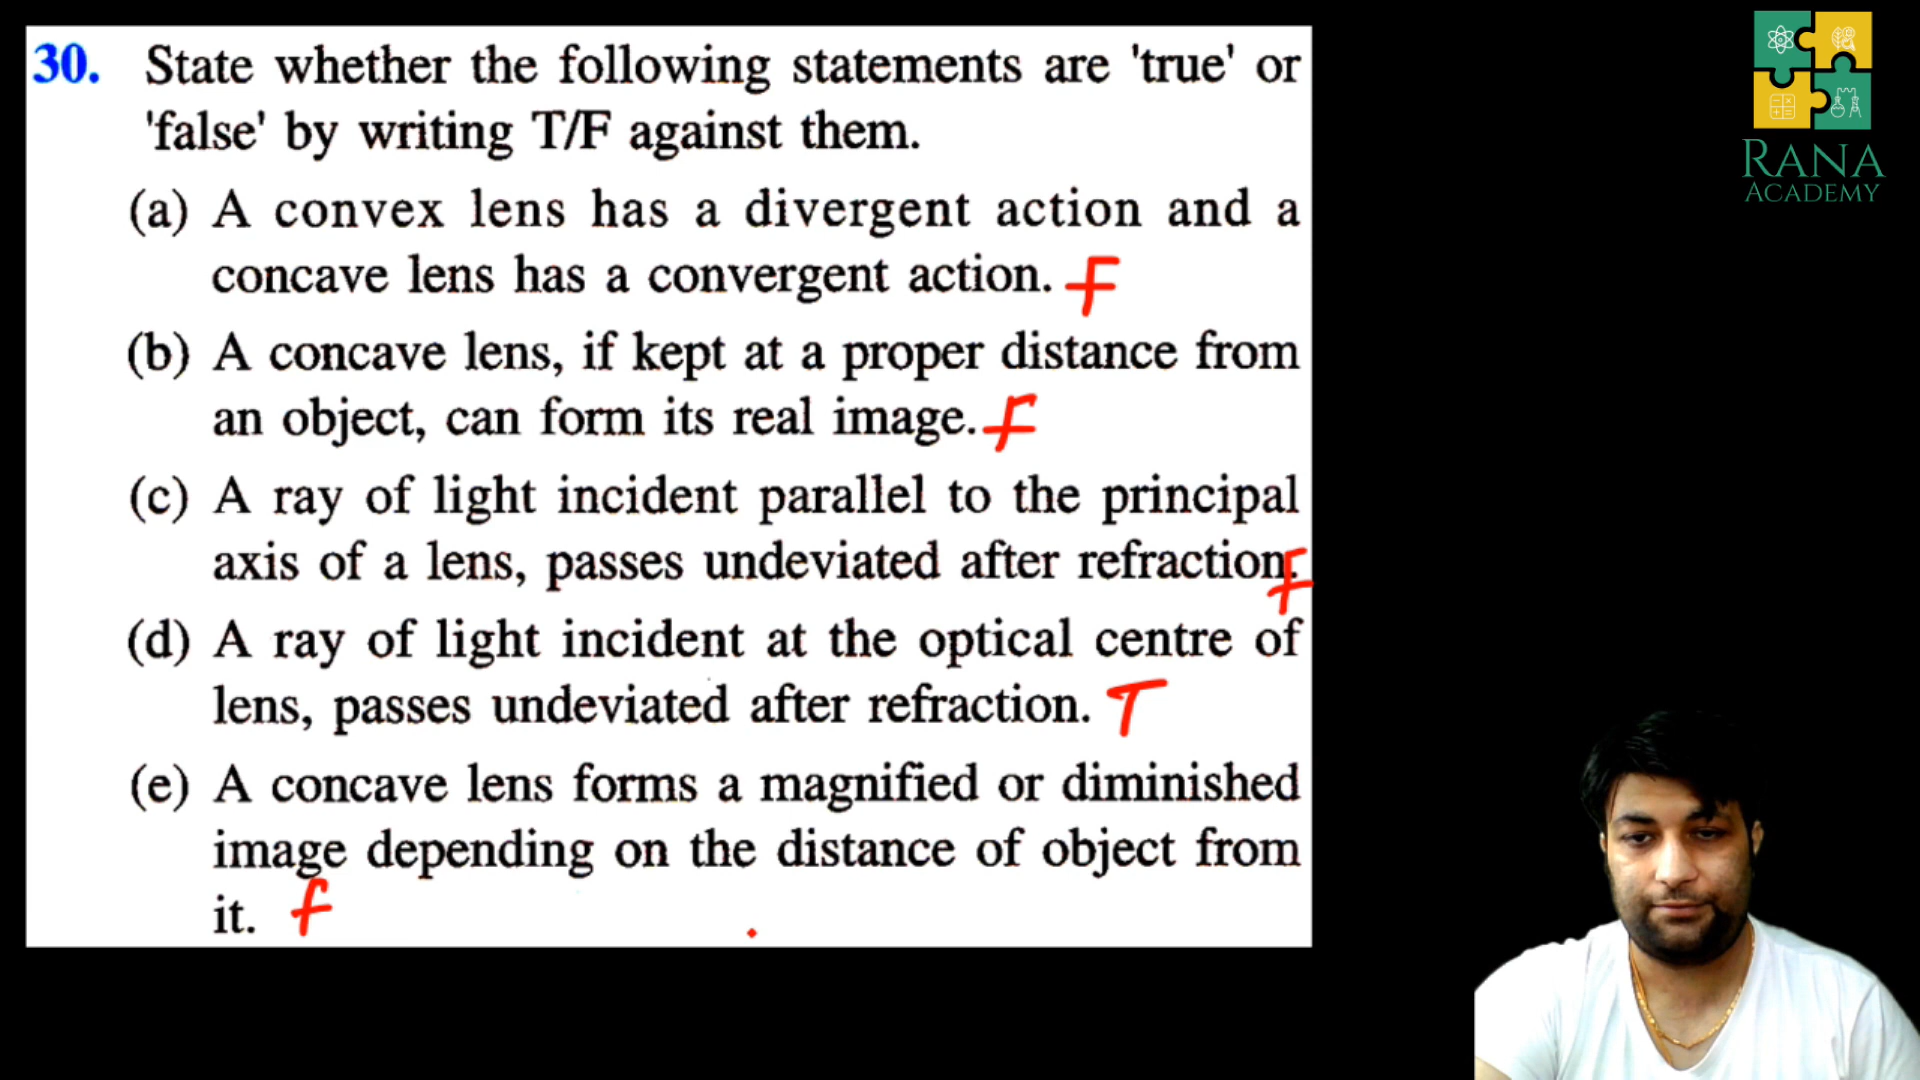 30. State whether the following statements are 'true' or
'false' by writing T/F against them.
(a) A convex lens has a divergent action and a
concave lens has a convergent action. F
(b) A concave lens, if kept at a proper distance from
an object, can form its real image. F
(c) A ray of light incident parallel to the principal
axis of a lens, passes undeviated after refraction. F
(d) A ray of light incident at the optical centre of
lens, passes undeviated after refraction. T
(e) A concave lens forms a magnified or diminished
image depending on the distance of object from
it. f
RANA
ACADEMY